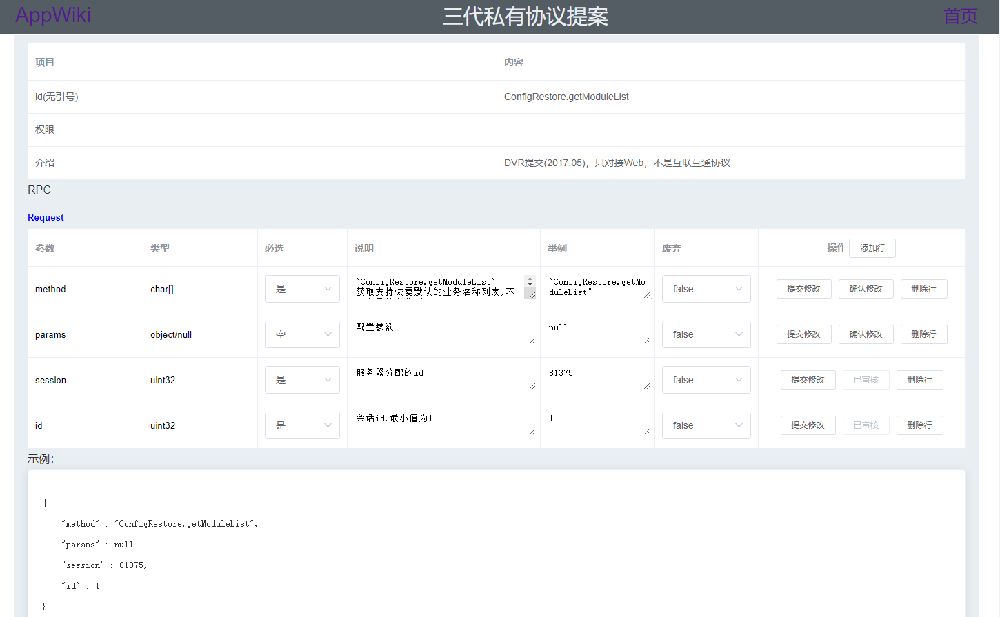 AppWiki 三代私有协议提案 首页
项目 内容
id(无引号) ConfigRestore.getModuleList
权限
介绍 DVR提交(2017.05)，只对接Web，不是互联互通协议
RPC
Request
参数 类型 必选 说明 举例 废弃 操作 添加行
method char[] 是 "ConfigRestore.getModuleList" "ConfigRestore.getMo false 提交修改 确认修改 删除行
获取支持恢复默认的业务名称列表,不 duleList"
params object/null 空 配置参数 null false 提交修改 确认修改 删除行
session uint32 是 服务器分配的id 81375 false 提交修改 已审核 删除行
id uint32 是 会话id,最小值为1 1 false 提交修改 已审核 删除行
示例：
{
"method" : "ConfigRestore.getModuleList",
"params" : null
"session" : 81375,
"id" : 1
}